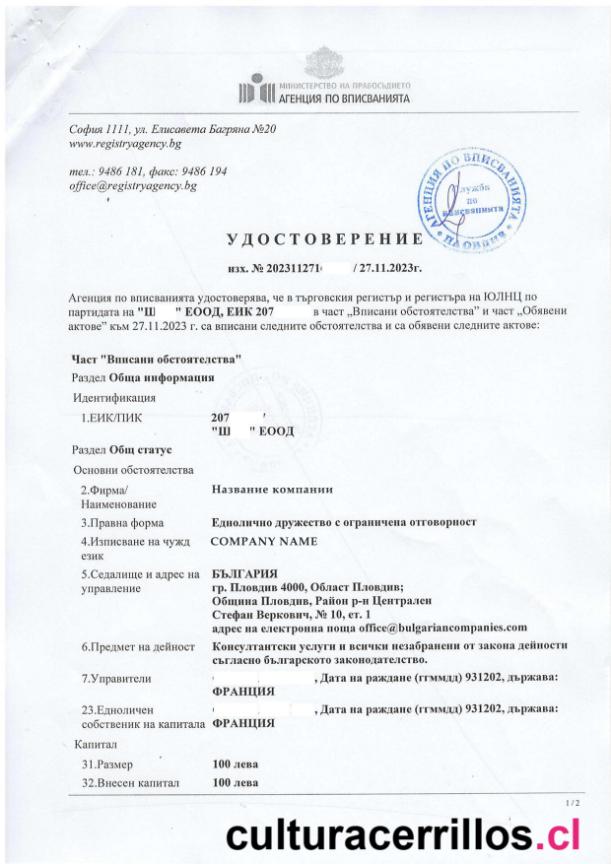 МИНИСТЕРСТВО НА ПРАВОСЪДИЕТО
АГЕНЦИЯ ПО ВПИСВАНИЯТА
София 1111, ул. Елисавета Багряна №20
www.registryagency.bg
тел.: 9486 181, факс: 9486 194
office@registryagency.bg
АГЕНЦИЯ ПО ВПИСВАНИЯТА
Служба
по
вписванията
ПЛОВДИВ
УДОСТОВЕРЕНИЕ
изх. № 202311271 / 27.11.2023г.
Агенция по вписванията удостоверява, че в търговския регистър и регистъра на ЮЛНЦ по
партидата на "Ш " ЕООД, ЕИК 207 в част „Вписани обстоятелства" и част „Обявени
актове" към 27.11.2023 г. са вписани следните обстоятелства и са обявени следните актове:
Част "Вписани обстоятелства"
Раздел Обща информация
Идентификация
1.ЕИК/ПИК 207
"Ш " ЕООД
Раздел Общ статус
Основни обстоятелства
2.Фирма/ Название компании
Наименование
3.Правна форма Еднолично дружество с ограничена отговорност
4.Изписване на чужд COMPANY NAME
език
5.Седалище и адрес на БЪЛГАРИЯ
управление гр. Пловдив 4000, Област Пловдив;
Община Пловдив, Район р-н Централен
Стефан Веркович, № 10, ет. 1
адрес на електронна поща office@bulgariancompanies.com
6.Предмет на дейност Консултантски услуги и всички незабранени от закона дейности
съгласно българското законодателство.
7.Управители , Дата на раждане (ггммдд) 931202, държава:
ФРАНЦИЯ
23.Едноличен , Дата на раждане (ггммдд) 931202, държава:
собственик на капитала ФРАНЦИЯ
Капитал
31.Размер 100 лева
32.Внесен капитал 100 лева
1/2
culturacerrillos.cl